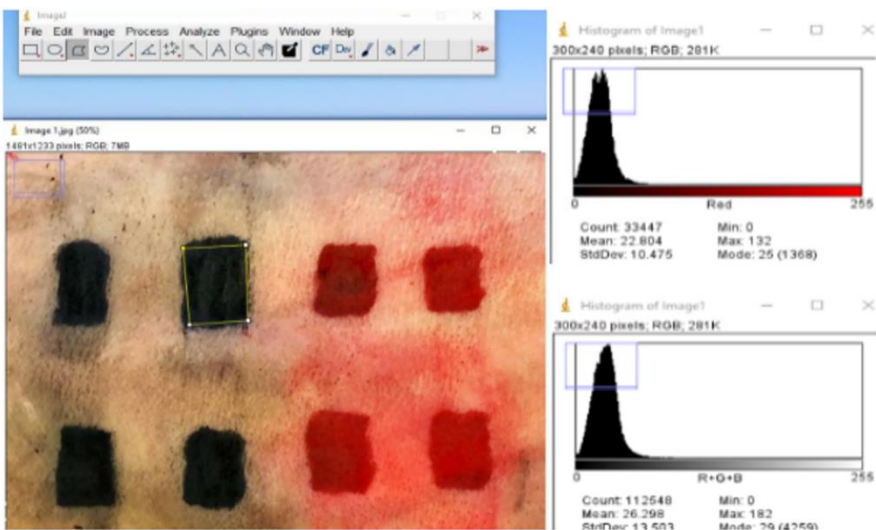 ImageJ
File Edit Image Process Analyze Plugins Window Help
A CF Dev
Image 1.jpg (50%)
1481x1233 pixels; RGB; 7MB
Histogram of Image1
300x240 pixels; RGB; 281K
0 Red 255
Count: 33447 Min: 0
Mean: 22.804 Max: 132
StdDev: 10.475 Mode: 25 (1368)
Histogram of Image1
300x240 pixels; RGB; 281K
0 R+G+B 255
Count: 112548 Min: 0
Mean: 26.298 Max: 182
StdDev: 13.503 Mode: 29 (4259)